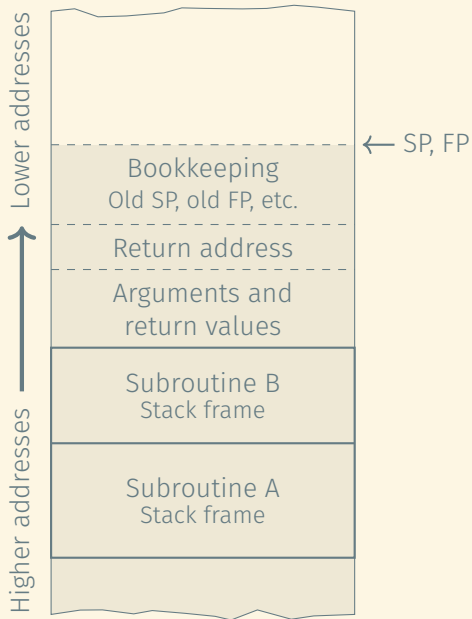 Lower addresses
Higher addresses
SP, FP
Bookkeeping
Old SP, old FP, etc.
Return address
Arguments and
return values
Subroutine B
Stack frame
Subroutine A
Stack frame